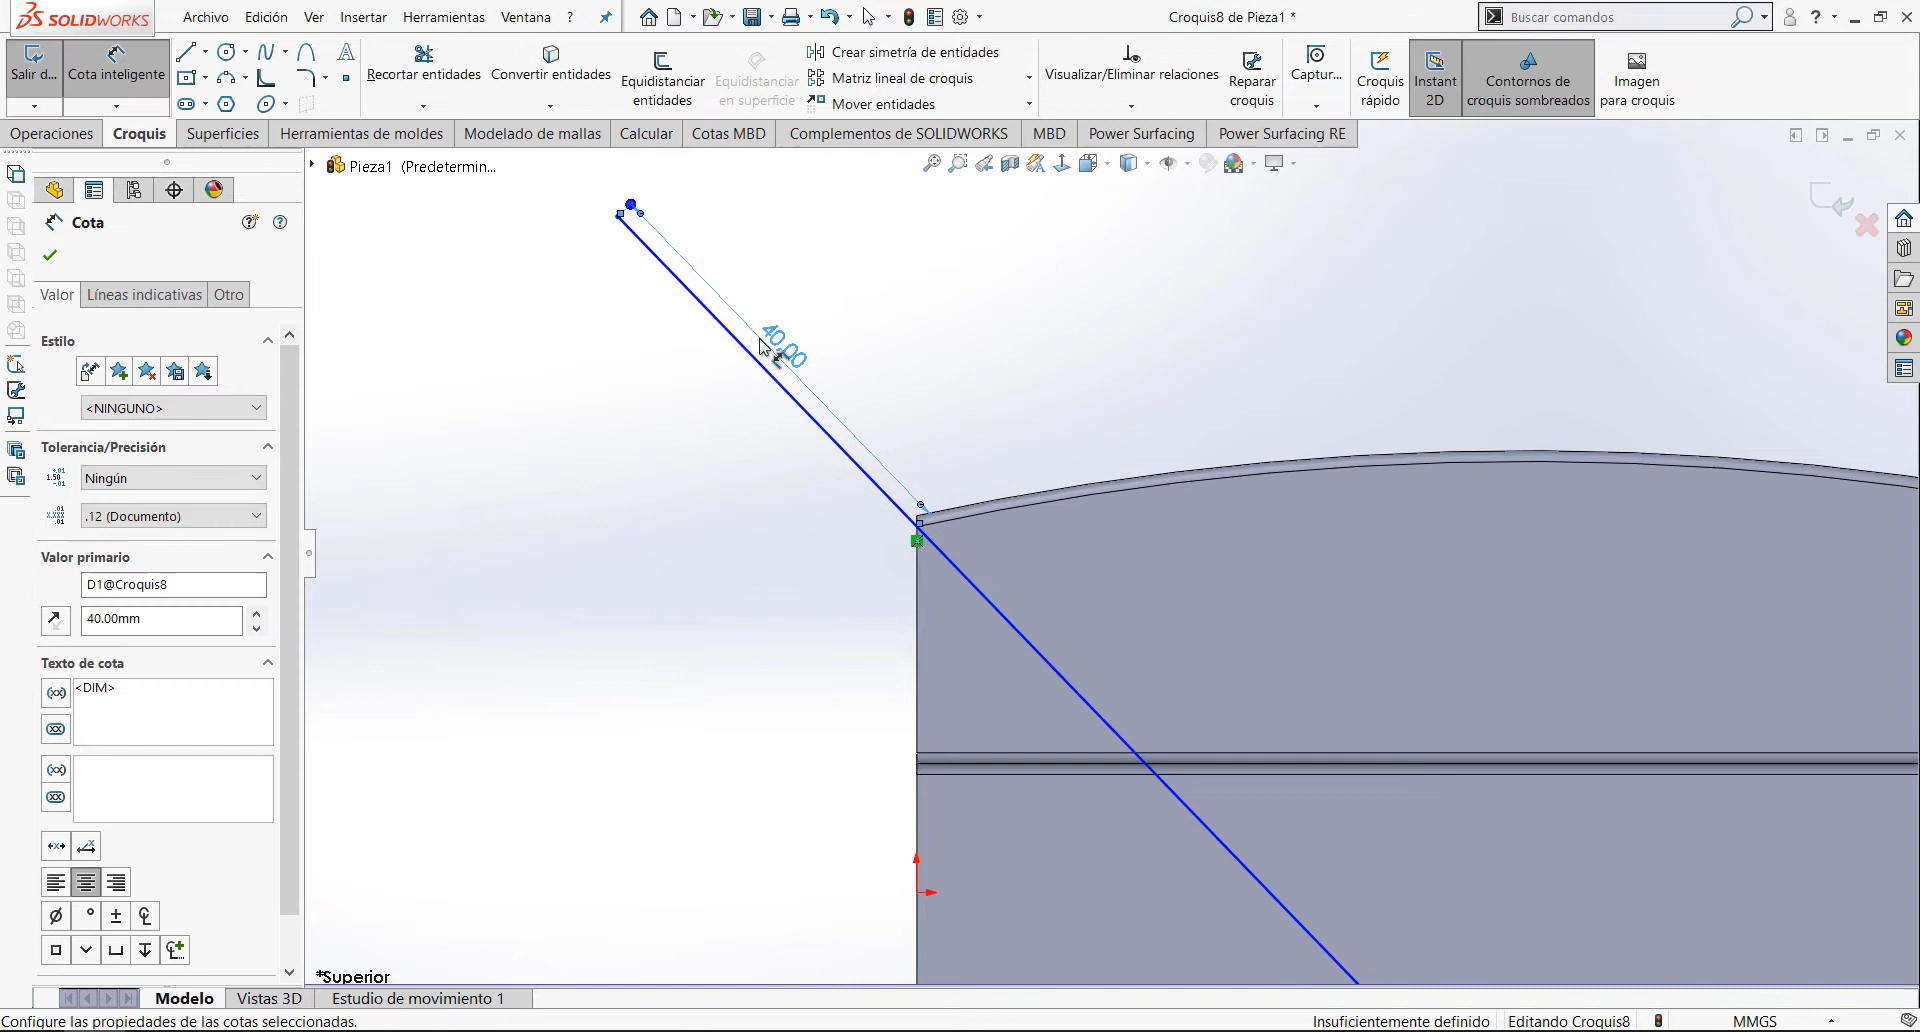 SOLIDWORKS
Archivo Edición Ver Insertar Herramientas Ventana ?
Croquis8 de Pieza1 *
Buscar comandos
?
Salir d...
Cota inteligente
Recortar entidades
Convertir entidades
Equidistanciar
entidades
Equidistanciar
en superficie
Crear simetría de entidades
Matriz lineal de croquis
Mover entidades
Visualizar/Eliminar relaciones
Reparar
croquis
Captur...
Croquis
rápido
Instant
2D
Contornos de
croquis sombreados
Imagen
para croquis
Operaciones Croquis Superficies Herramientas de moldes Modelado de mallas Calcular Cotas MBD Complementos de SOLIDWORKS MBD Power Surfacing Power Surfacing RE
Pieza1 (Predetermin...
Cota
Valor Líneas indicativas Otro
Estilo
<NINGUNO>
Tolerancia/Precisión
Ningún
.12 (Documento)
Valor primario
D1@Croquis8
40.00mm
Texto de cota
<DIM>
40,00
*Superior
Modelo Vistas 3D Estudio de movimiento 1
Configure las propiedades de las cotas seleccionadas.
Insuficientemente definido Editando Croquis8 MMGS